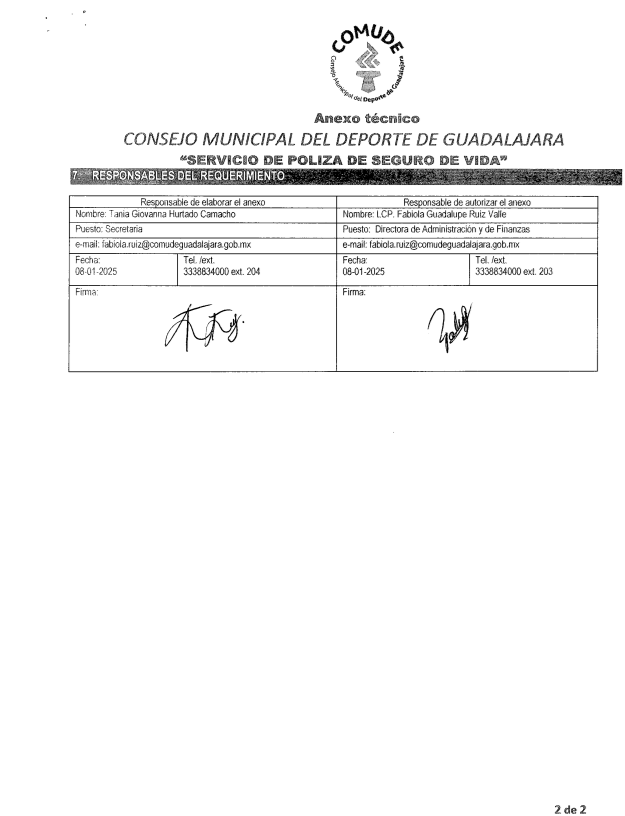 COMUDE
Consejo Municipal del Deporte de Guadalajara
Anexo técnico
CONSEJO MUNICIPAL DEL DEPORTE DE GUADALAJARA
"SERVICIO DE POLIZA DE SEGURO DE VIDA"
7. RESPONSABLES DEL REQUERIMIENTO
Responsable de elaborar el anexo Responsable de autorizar el anexo
Nombre: Tania Giovanna Hurtado Camacho Nombre: LCP. Fabiola Guadalupe Ruiz Valle
Puesto: Secretaria Puesto: Directora de Administración y de Finanzas
e-mail: fabiola.ruiz@comudeguadalajara.gob.mx e-mail: fabiola.ruiz@comudeguadalajara.gob.mx
Fecha: Tel. /ext. Fecha: Tel. /ext.
08-01-2025 3338834000 ext. 204 08-01-2025 3338834000 ext. 203
Firma: Firma:
2 de 2